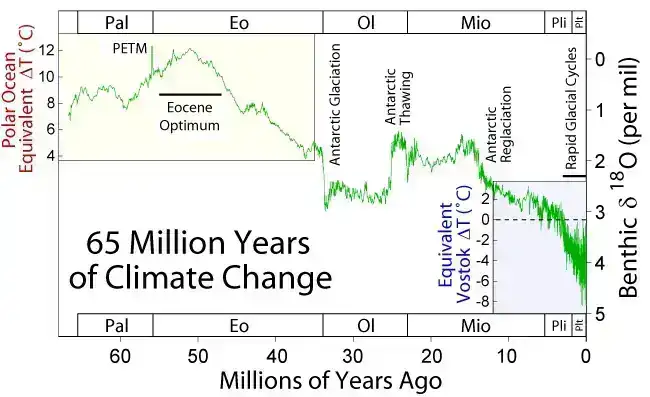 Pal Eo Ol Mio Pli Plt
Polar Ocean
Equivalent ΔT (°C)
12
10
8
6
4
PETM
Eocene
Optimum
Antarctic Glaciation
Antarctic
Thawing
Antarctic
Reglaciation
Rapid Glacial Cycles
0
1
2
3
4
5
Benthic δ 18O (per mil)
65 Million Years
of Climate Change
Equivalent
Vostok ΔT (°C)
2
0
-2
-4
-6
-8
Pal Eo Ol Mio Pli Plt
60 50 40 30 20 10 0
Millions of Years Ago